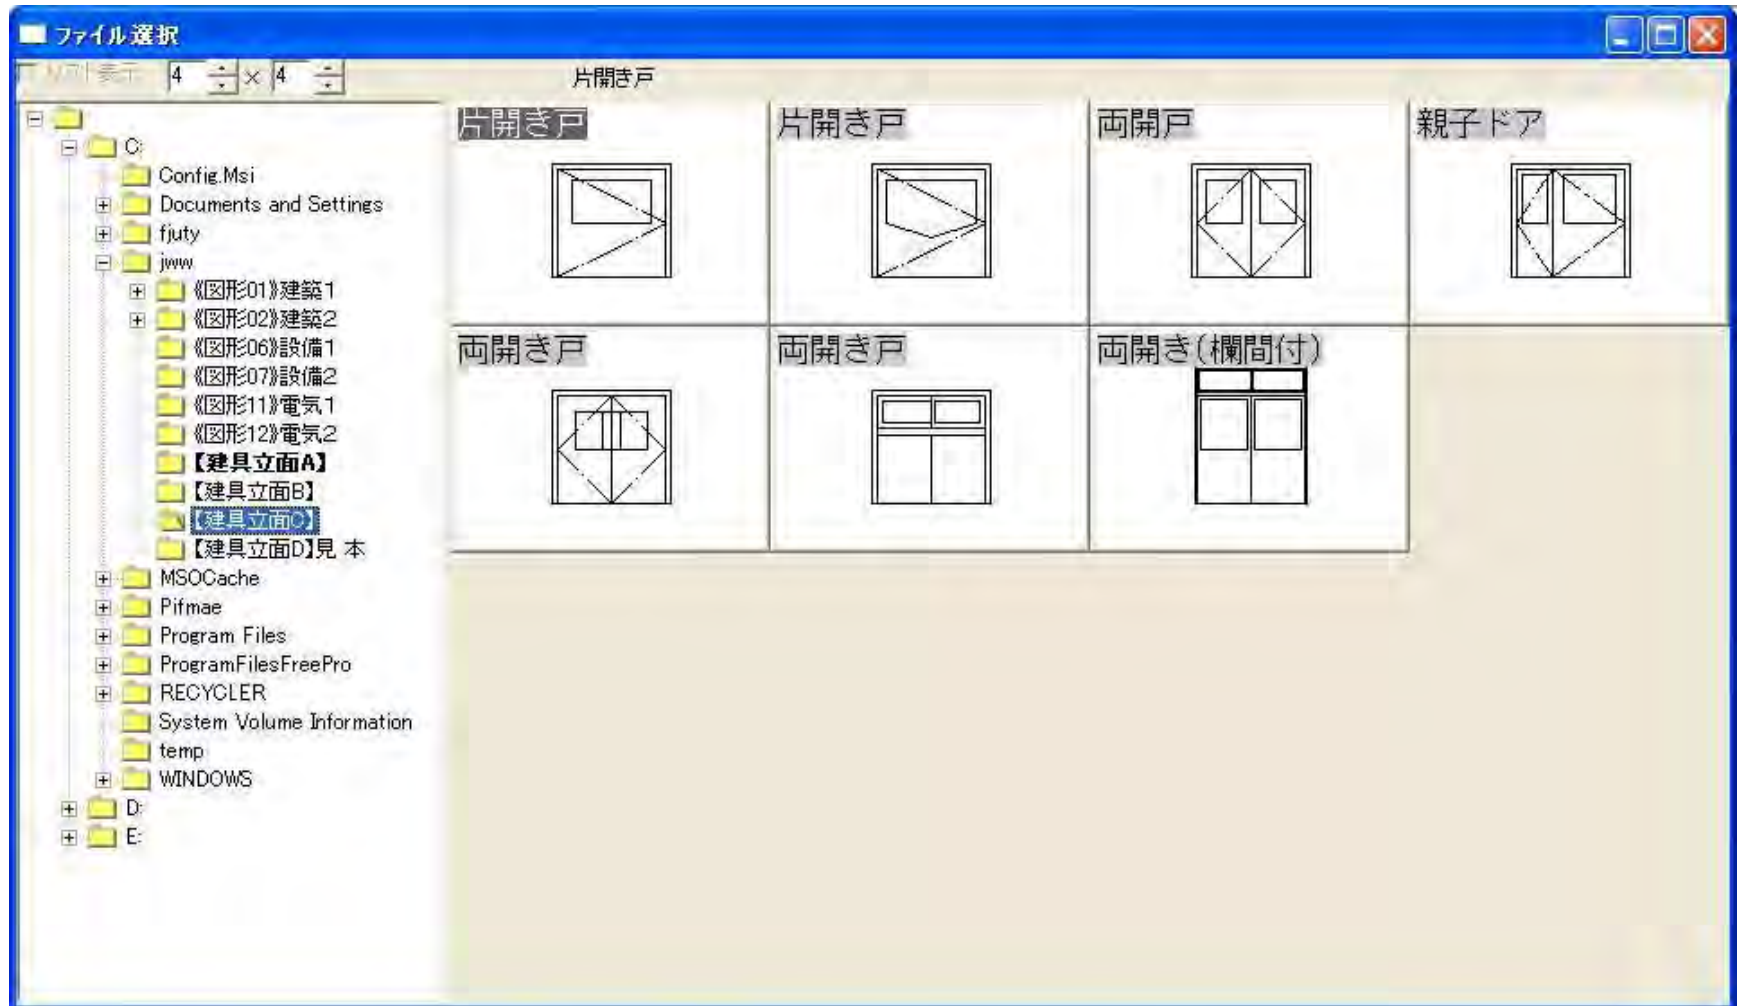 ファイル選択
リスト表示 4 × 4 片開き戸
C:
Config.Msi
Documents and Settings
fjuty
jww
《図形01》建築1
《図形02》建築2
《図形06》設備1
《図形07》設備2
《図形11》電気1
《図形12》電気2
【建具立面A】
【建具立面B】
【建具立面C】
【建具立面D】見 本
MSOCache
Pifmae
Program Files
ProgramFilesFreePro
RECYCLER
System Volume Information
temp
WINDOWS
D:
E:
片開き戸 片開き戸 両開戸 親子ドア
両開き戸 両開き戸 両開き(欄間付)